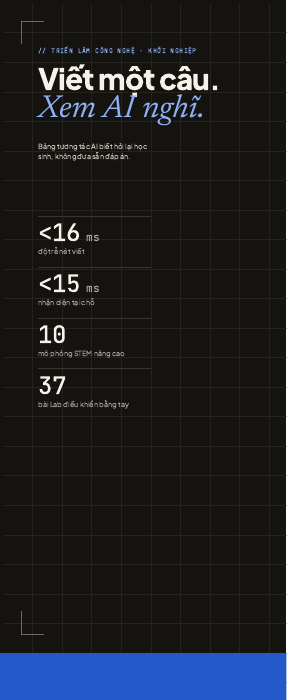 // TRIỂN LÃM CÔNG NGHỆ · KHỞI NGHIỆP
Viết một câu.
Xem AI nghĩ.
Bảng tương tác AI biết hỏi lại học
sinh, không đưa sẵn đáp án.
<16 ms
độ trễ nét viết
<15 ms
nhận diện tại chỗ
10
mô phỏng STEM nâng cao
37
bài Lab điều khiển bằng tay